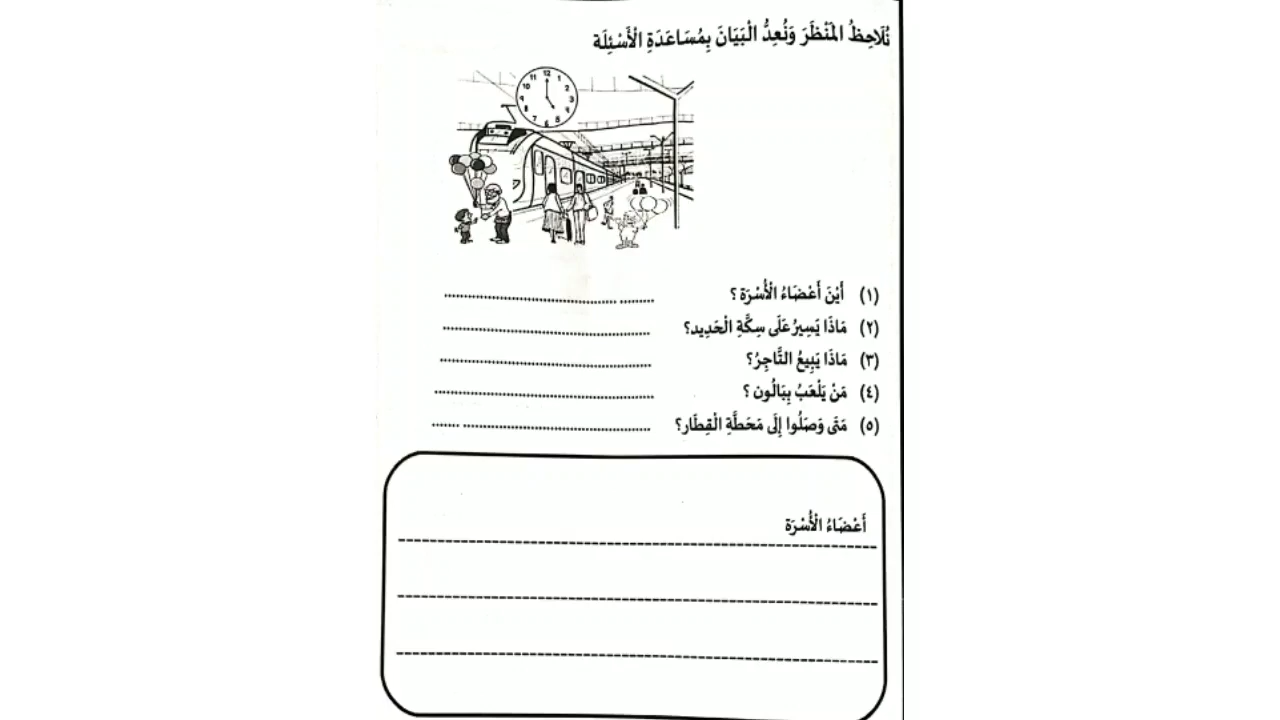 نُلَاحِظُ الْمَنْظَرَ وَنُعِدُّ الْبَيَانَ بِمُسَاعَدَةِ الْأَسْئِلَة
(١) أَيْنَ أَعْضَاءُ الْأُسْرَة ؟
(٢) مَاذَا يَسِيرُ عَلَى سِكَّةِ الْحَدِيد؟
(٣) مَاذَا يَبِيعُ التَّاجِرُ؟
(٤) مَنْ يَلْعَبُ بِبَالُون ؟
(٥) مَتَى وَصَلُوا إِلَى مَحَطَّةِ الْقِطَار؟
أَعْضَاءُ الْأُسْرَة